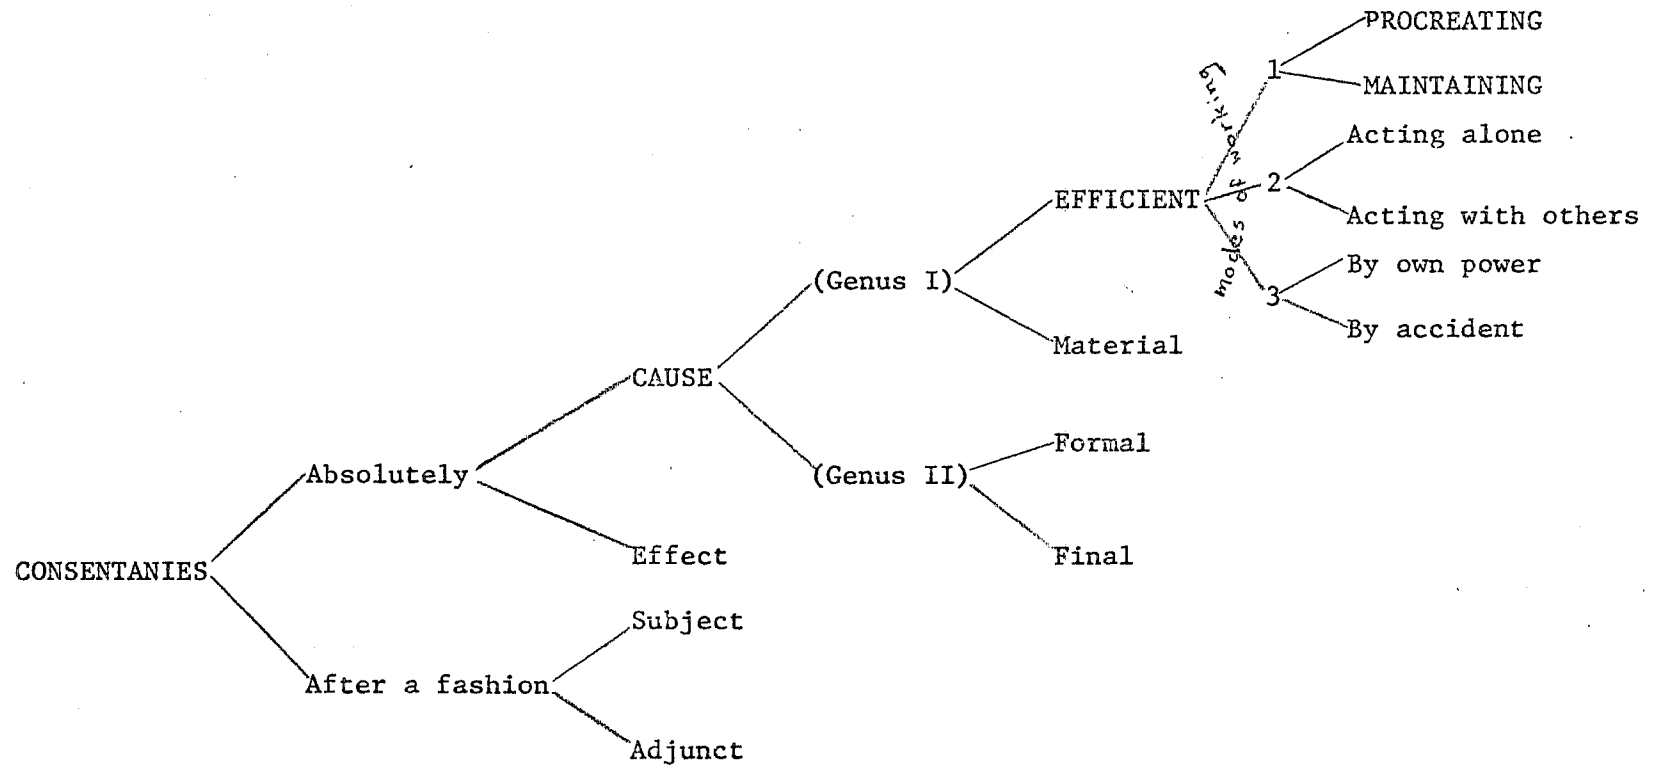 PROCREATING
1
MAINTAINING
Acting alone
modes of working
EFFICIENT
2
Acting with others
(Genus I)
By own power
3
By accident
Material
CAUSE
Formal
Absolutely
(Genus II)
Effect
Final
CONSENTANIES
Subject
After a fashion
Adjunct